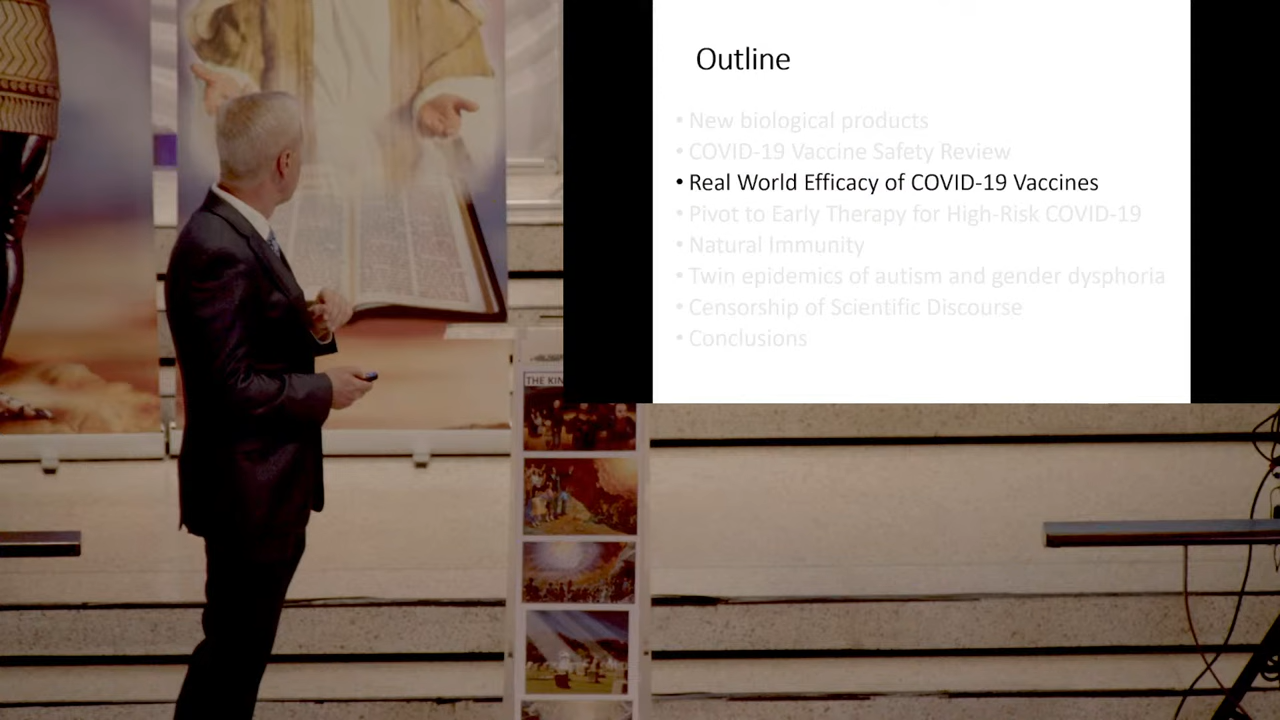 Outline
• New biological products
• COVID-19 Vaccine Safety Review
• Real World Efficacy of COVID-19 Vaccines
• Pivot to Early Therapy for High-Risk COVID-19
• Natural Immunity
• Twin epidemics of autism and gender dysphoria
• Censorship of Scientific Discourse
• Conclusions
THE KIN